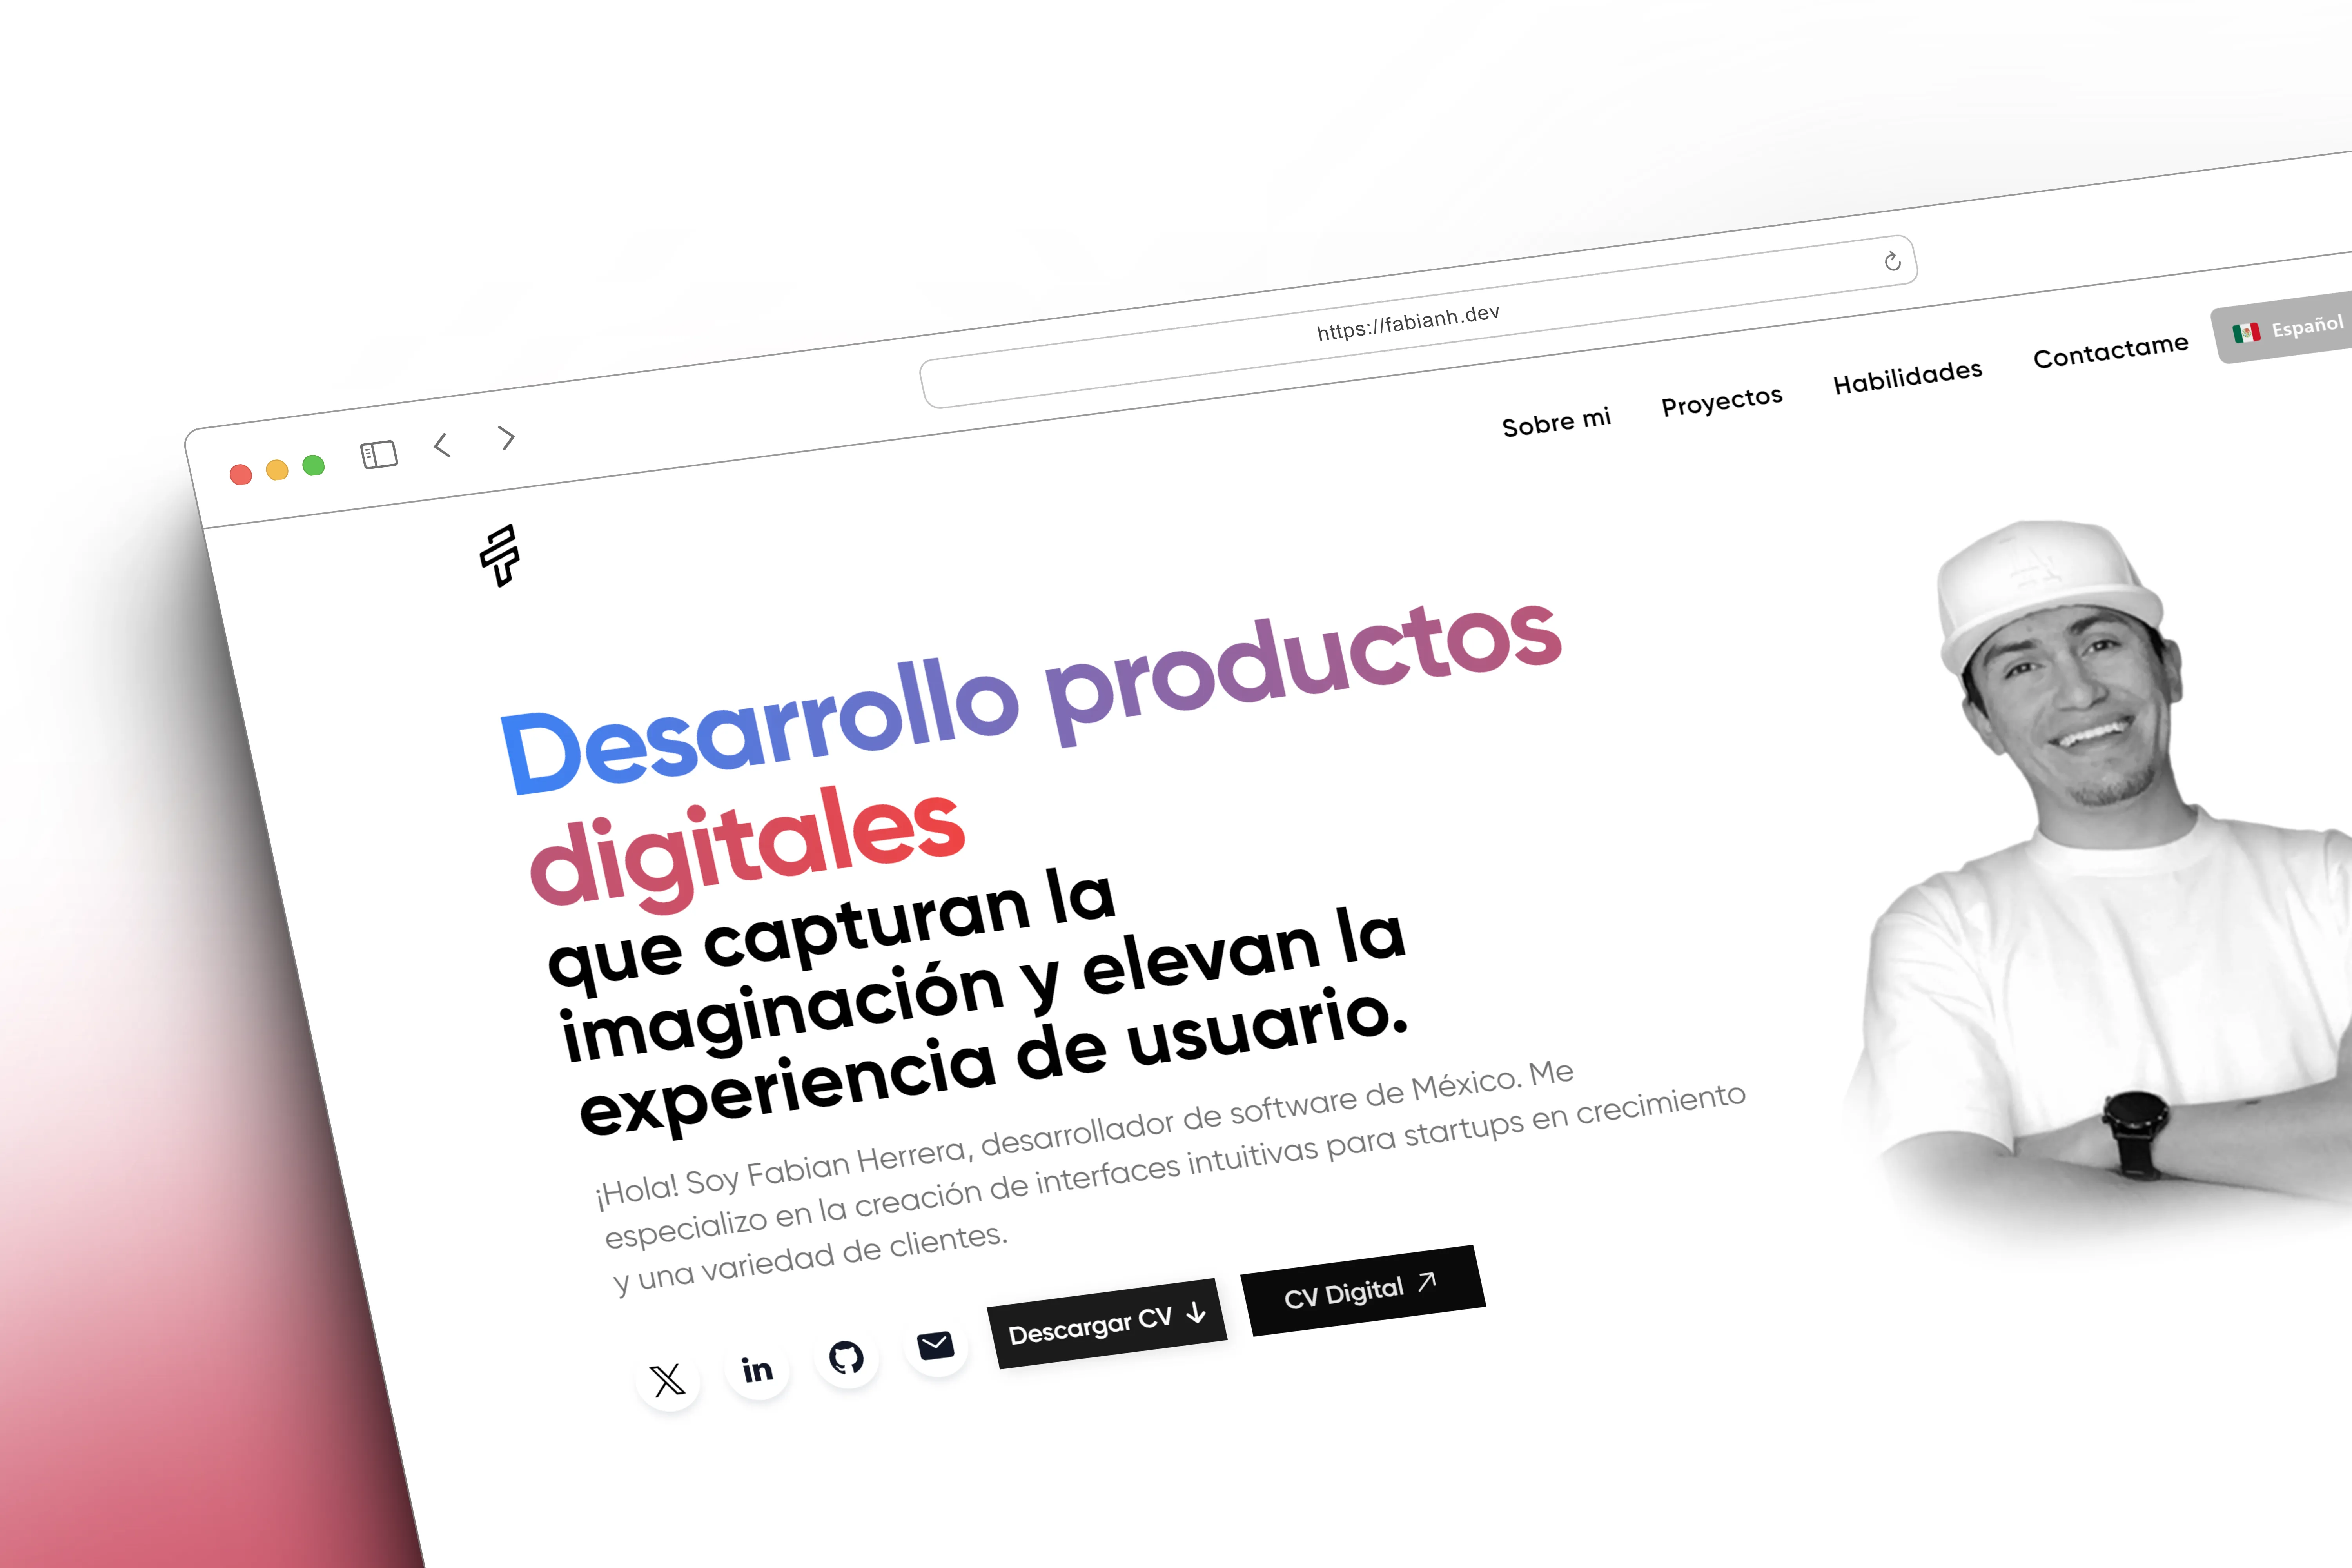 https://fabianh.dev
Sobre mi
Proyectos
Habilidades
Contactame
Español
Desarrollo productos
digitales
que capturan la
imaginación y elevan la
experiencia de usuario.
¡Hola! Soy Fabian Herrera, desarrollador de software de México. Me
especializo en la creación de interfaces intuitivas para startups en crecimiento
y una variedad de clientes.
in
Descargar CV
CV Digital